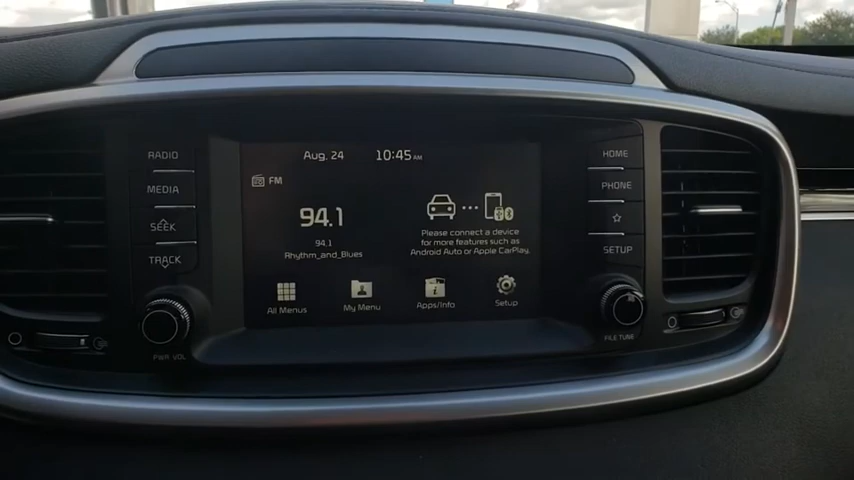 RADIO
MEDIA
SEEK
TRACK
PWR VOL
Aug. 24 10:45 AM
FM
94.1
94.1
Rhythm_and_Blues
Please connect a device
for more features such as
Android Auto or Apple CarPlay.
All Menus
My Menu
Apps/Info
Setup
HOME
PHONE
SETUP
FILE TUNE